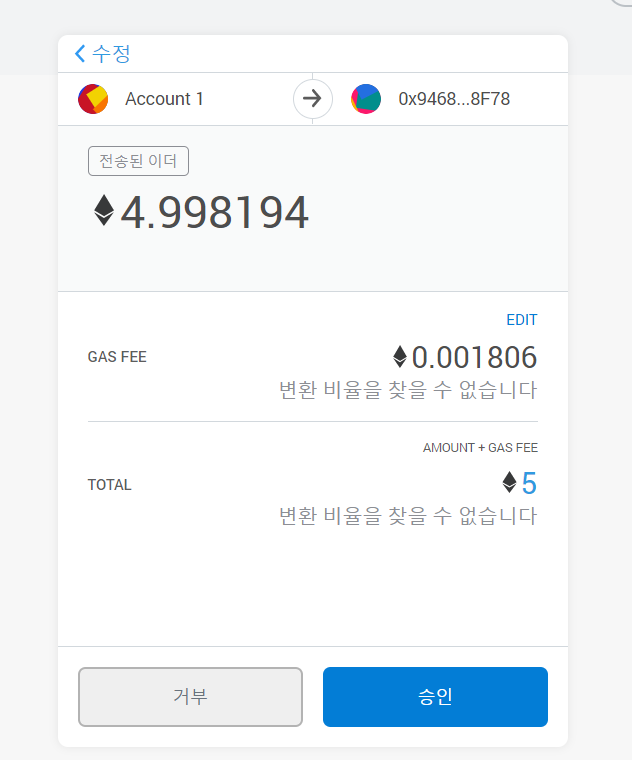 수정
Account 1
0x9468...8F78
전송된 이더
4.998194
EDIT
GAS FEE
0.001806
변환 비율을 찾을 수 없습니다
AMOUNT + GAS FEE
TOTAL
5
변환 비율을 찾을 수 없습니다
거부
승인